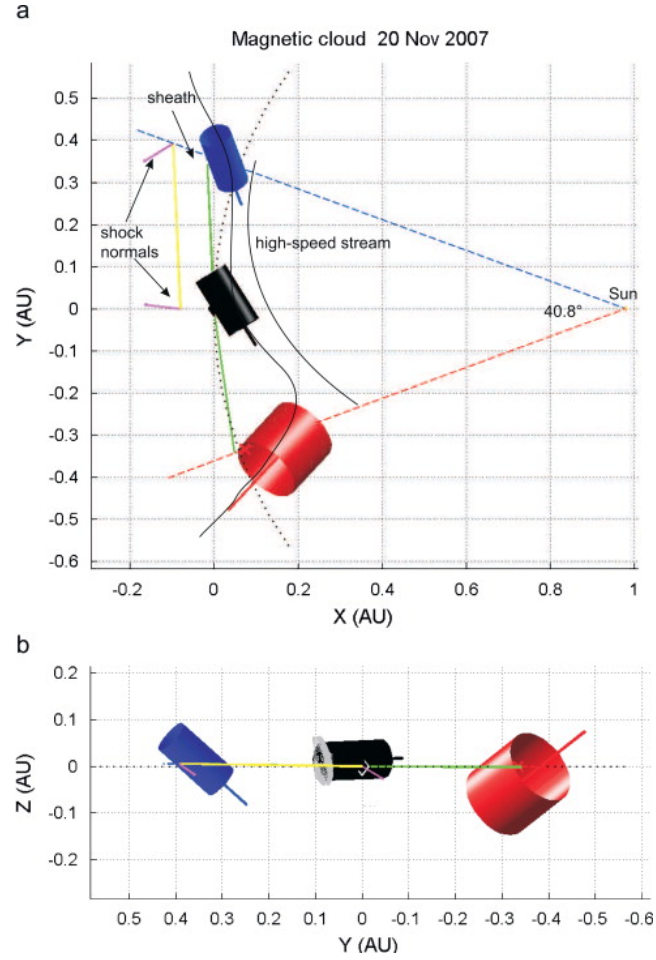 a
Magnetic cloud 20 Nov 2007
0.5
0.4
0.3
0.2
0.1
0
-0.1
-0.2
-0.3
-0.4
-0.5
-0.6
Y (AU)
sheath
shock
normals
high-speed stream
Sun
40.8°
-0.2 0 0.2 0.4 0.6 0.8 1
X (AU)
b
0.2
0.1
0
-0.1
-0.2
Z (AU)
0.5 0.4 0.3 0.2 0.1 0 -0.1 -0.2 -0.3 -0.4 -0.5 -0.6
Y (AU)